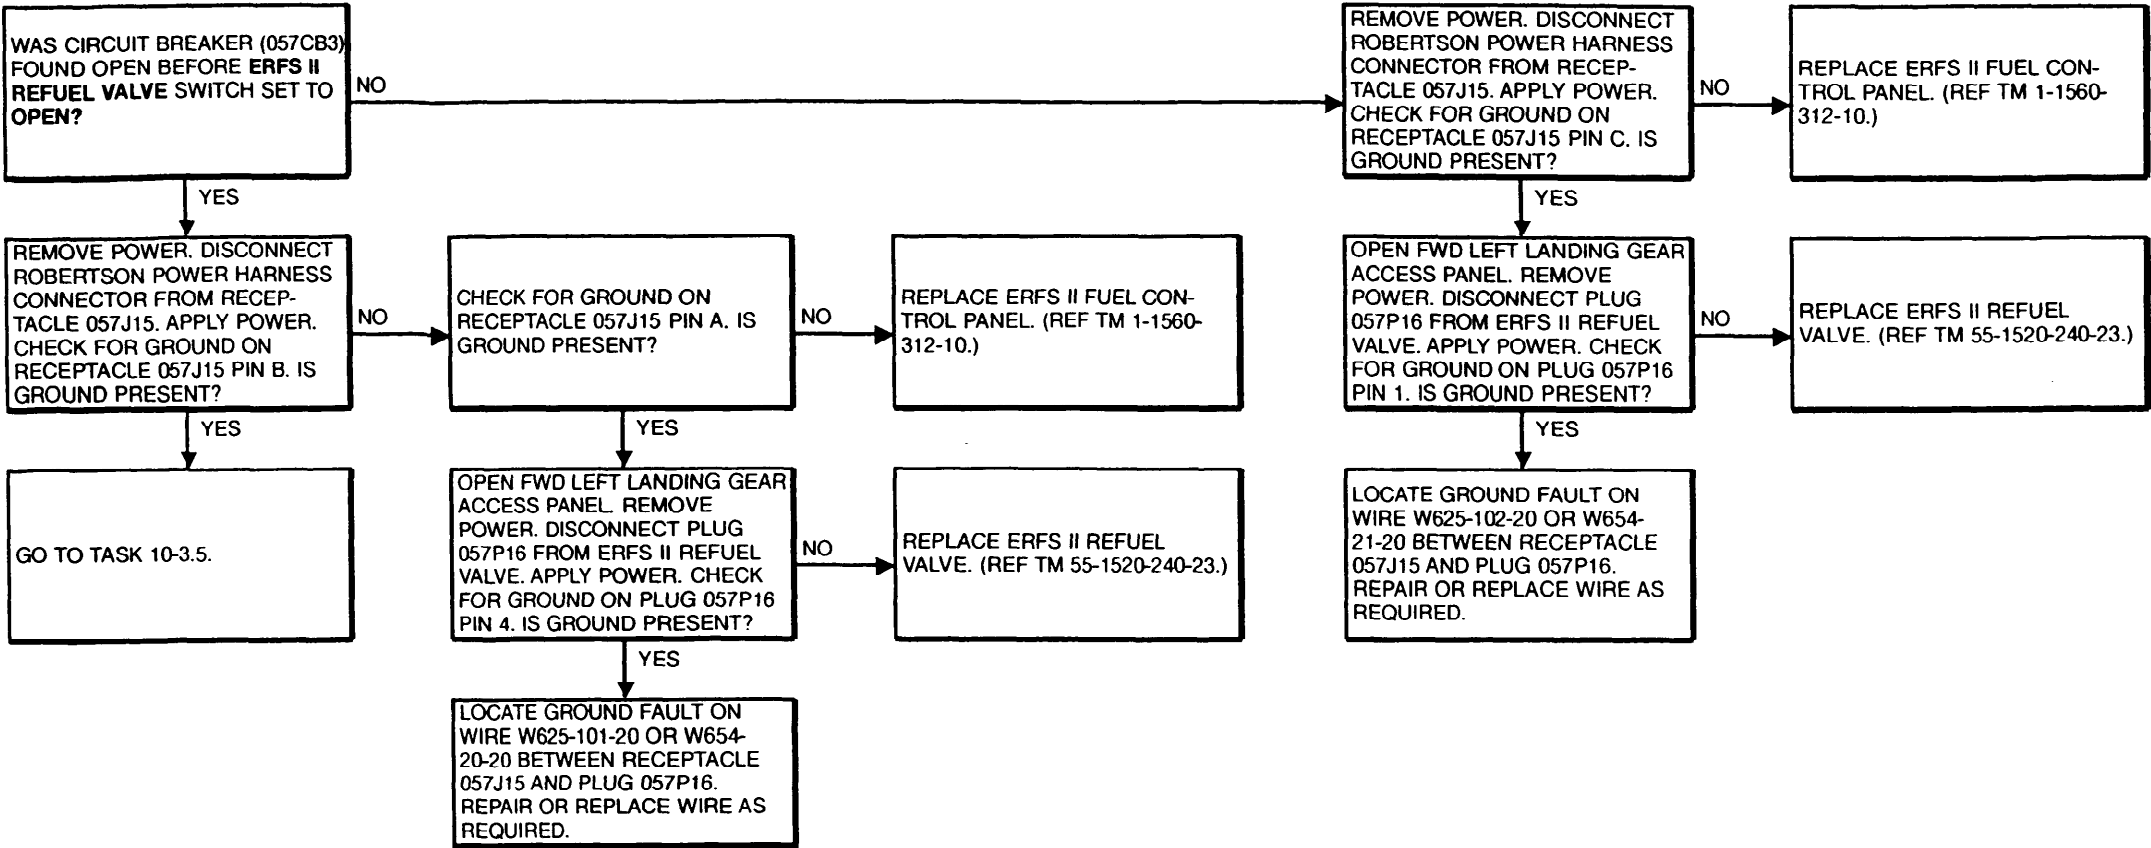 WAS CIRCUIT BREAKER (057CB3)
FOUND OPEN BEFORE ERFS II
REFUEL VALVE SWITCH SET TO
OPEN?
NO
REMOVE POWER. DISCONNECT
ROBERTSON POWER HARNESS
CONNECTOR FROM RECEP-
TACLE 057J15. APPLY POWER.
CHECK FOR GROUND ON
RECEPTACLE 057J15 PIN C. IS
GROUND PRESENT?
NO
REPLACE ERFS II FUEL CON-
TROL PANEL. (REF TM 1-1560-
312-10.)
YES
YES
REMOVE POWER. DISCONNECT
ROBERTSON POWER HARNESS
CONNECTOR FROM RECEP-
TACLE 057J15. APPLY POWER.
CHECK FOR GROUND ON
RECEPTACLE 057J15 PIN B. IS
GROUND PRESENT?
NO
CHECK FOR GROUND ON
RECEPTACLE 057J15 PIN A. IS
GROUND PRESENT?
NO
REPLACE ERFS II FUEL CON-
TROL PANEL. (REF TM 1-1560-
312-10.)
OPEN FWD LEFT LANDING GEAR
ACCESS PANEL. REMOVE
POWER. DISCONNECT PLUG
057P16 FROM ERFS II REFUEL
VALVE. APPLY POWER. CHECK
FOR GROUND ON PLUG 057P16
PIN 1. IS GROUND PRESENT?
NO
REPLACE ERFS II REFUEL
VALVE. (REF TM 55-1520-240-23.)
YES
YES
YES
GO TO TASK 10-3.5.
OPEN FWD LEFT LANDING GEAR
ACCESS PANEL. REMOVE
POWER. DISCONNECT PLUG
057P16 FROM ERFS II REFUEL
VALVE. APPLY POWER. CHECK
FOR GROUND ON PLUG 057P16
PIN 4. IS GROUND PRESENT?
NO
REPLACE ERFS II REFUEL
VALVE. (REF TM 55-1520-240-23.)
LOCATE GROUND FAULT ON
WIRE W625-102-20 OR W654-
21-20 BETWEEN RECEPTACLE
057J15 AND PLUG 057P16.
REPAIR OR REPLACE WIRE AS
REQUIRED.
YES
LOCATE GROUND FAULT ON
WIRE W625-101-20 OR W654-
20-20 BETWEEN RECEPTACLE
057J15 AND PLUG 057P16.
REPAIR OR REPLACE WIRE AS
REQUIRED.